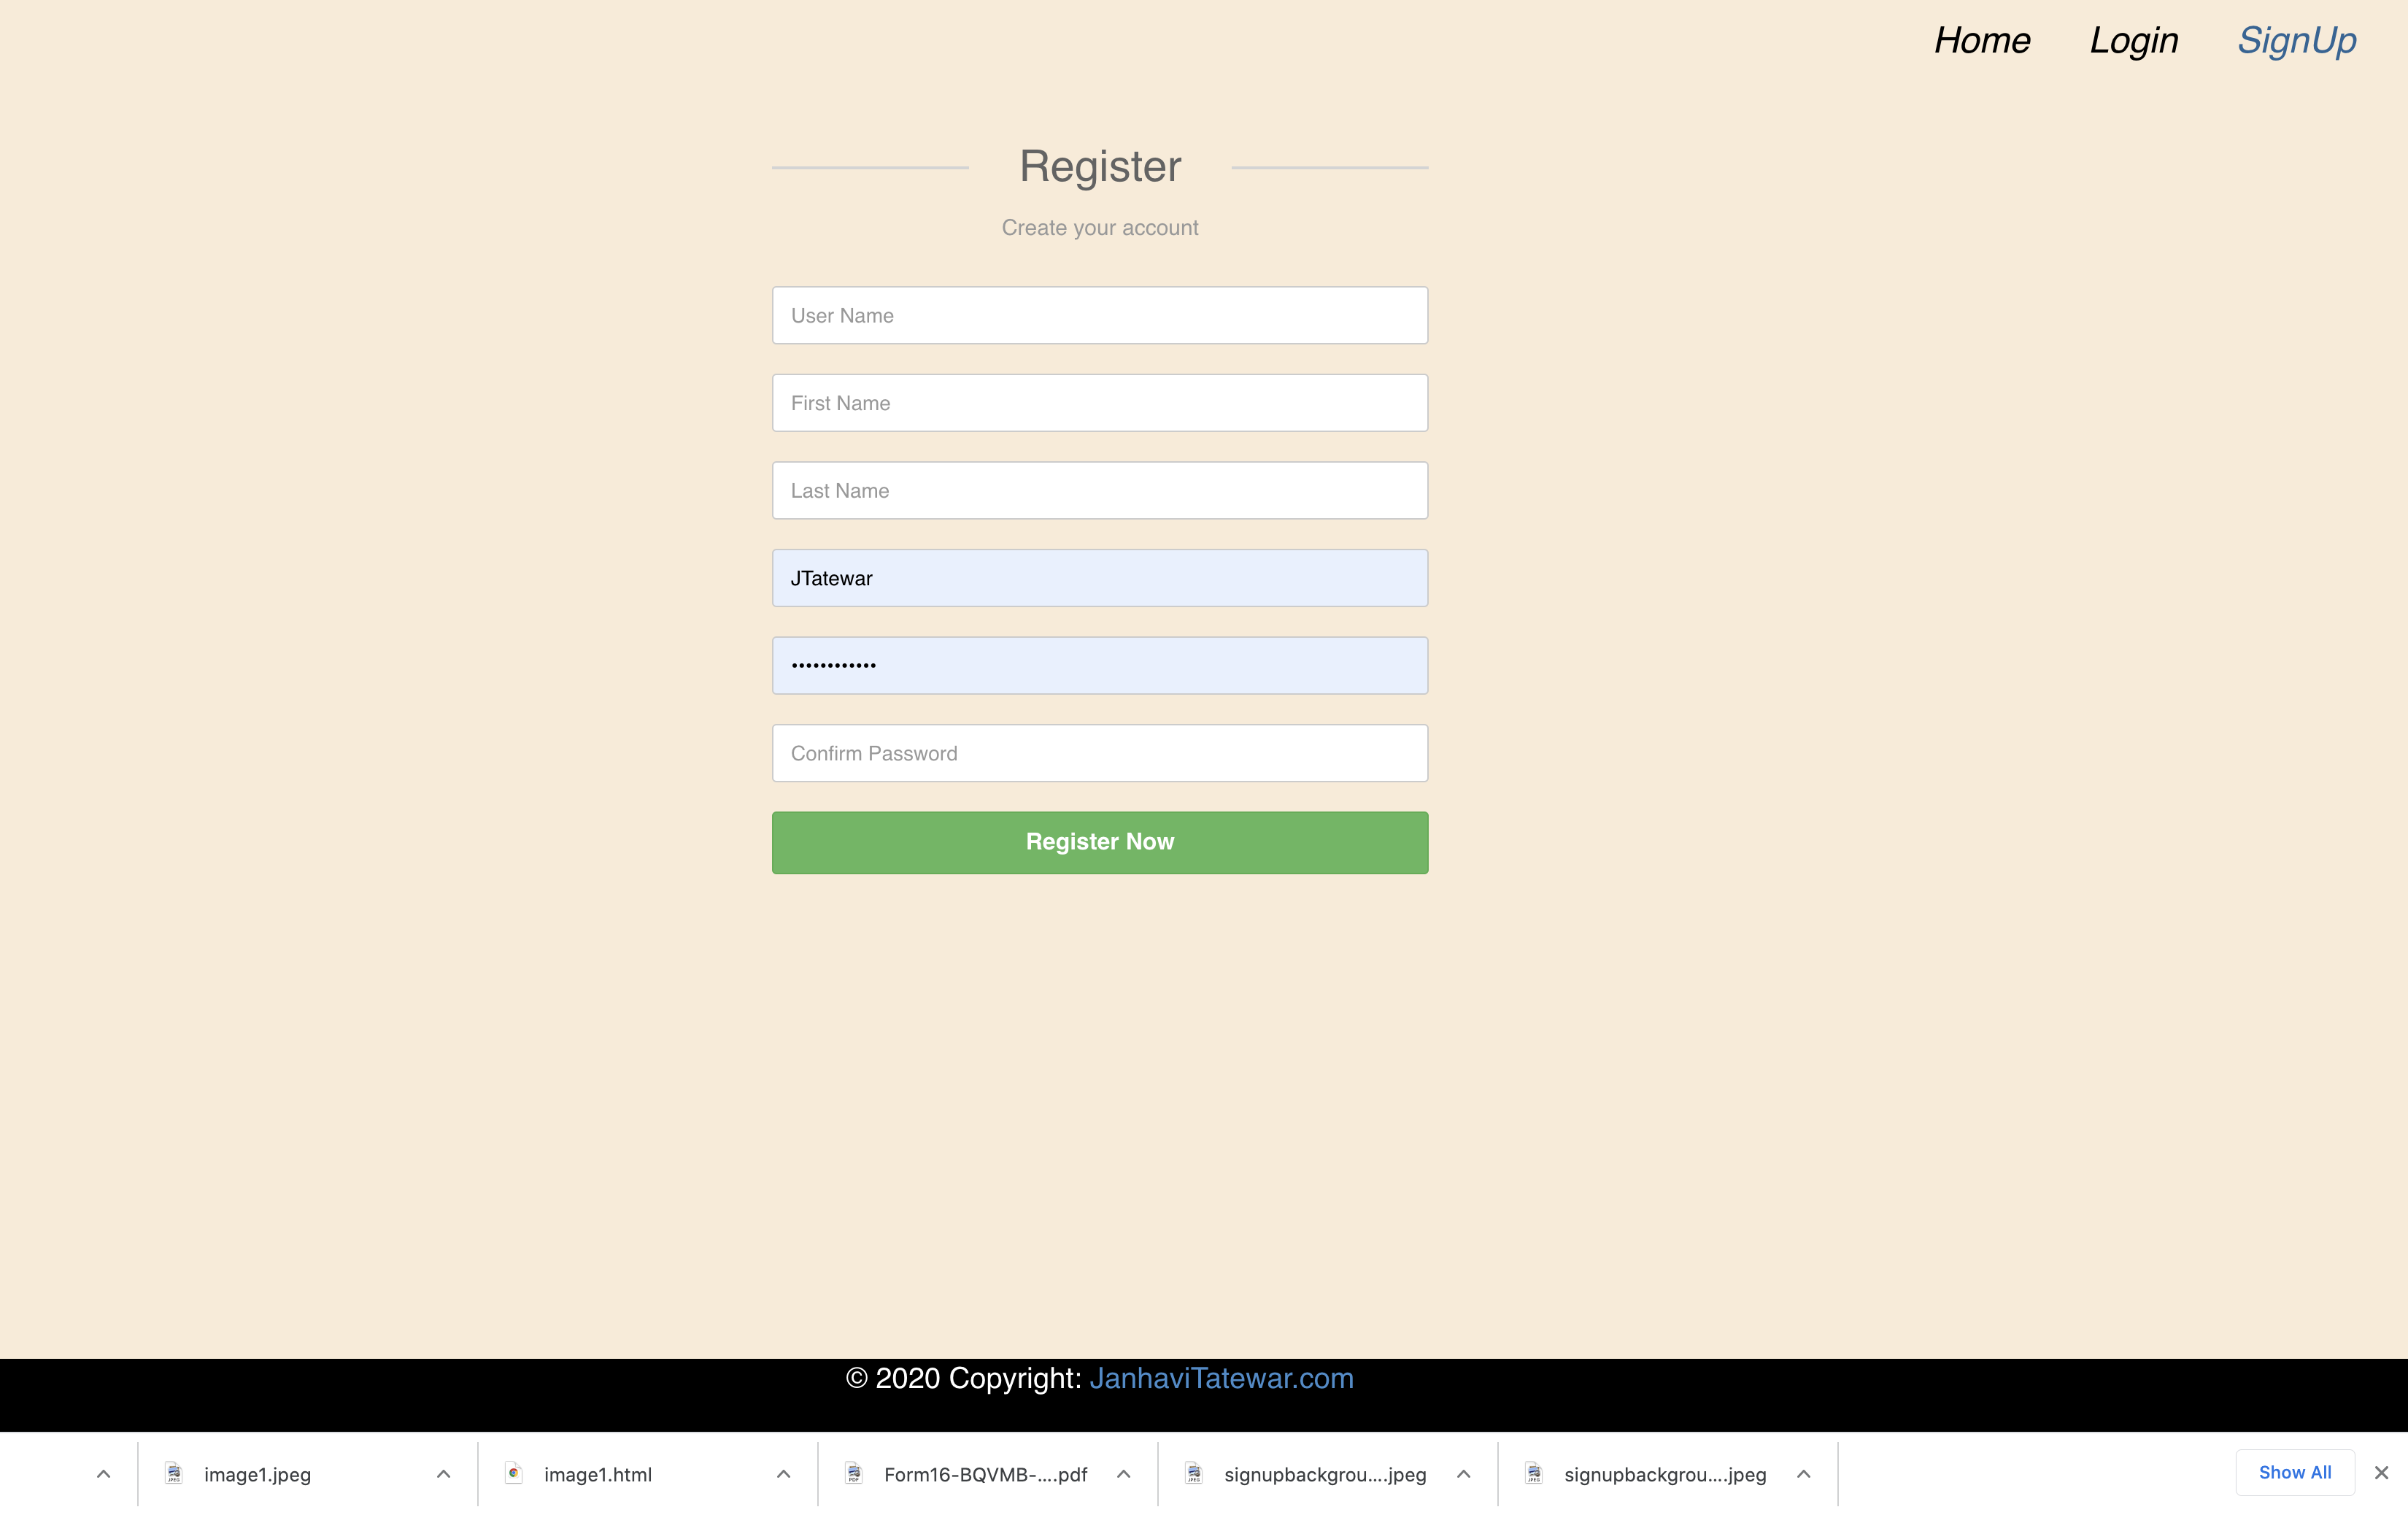 Home Login SignUp
Register
Create your account
User Name
First Name
Last Name
JTatewar
••••••••••••
Confirm Password
Register Now
© 2020 Copyright: JanhaviTatewar.com
image1.jpeg image1.html Form16-BQVMB-....pdf signupbackgrou....jpeg signupbackgrou....jpeg Show All